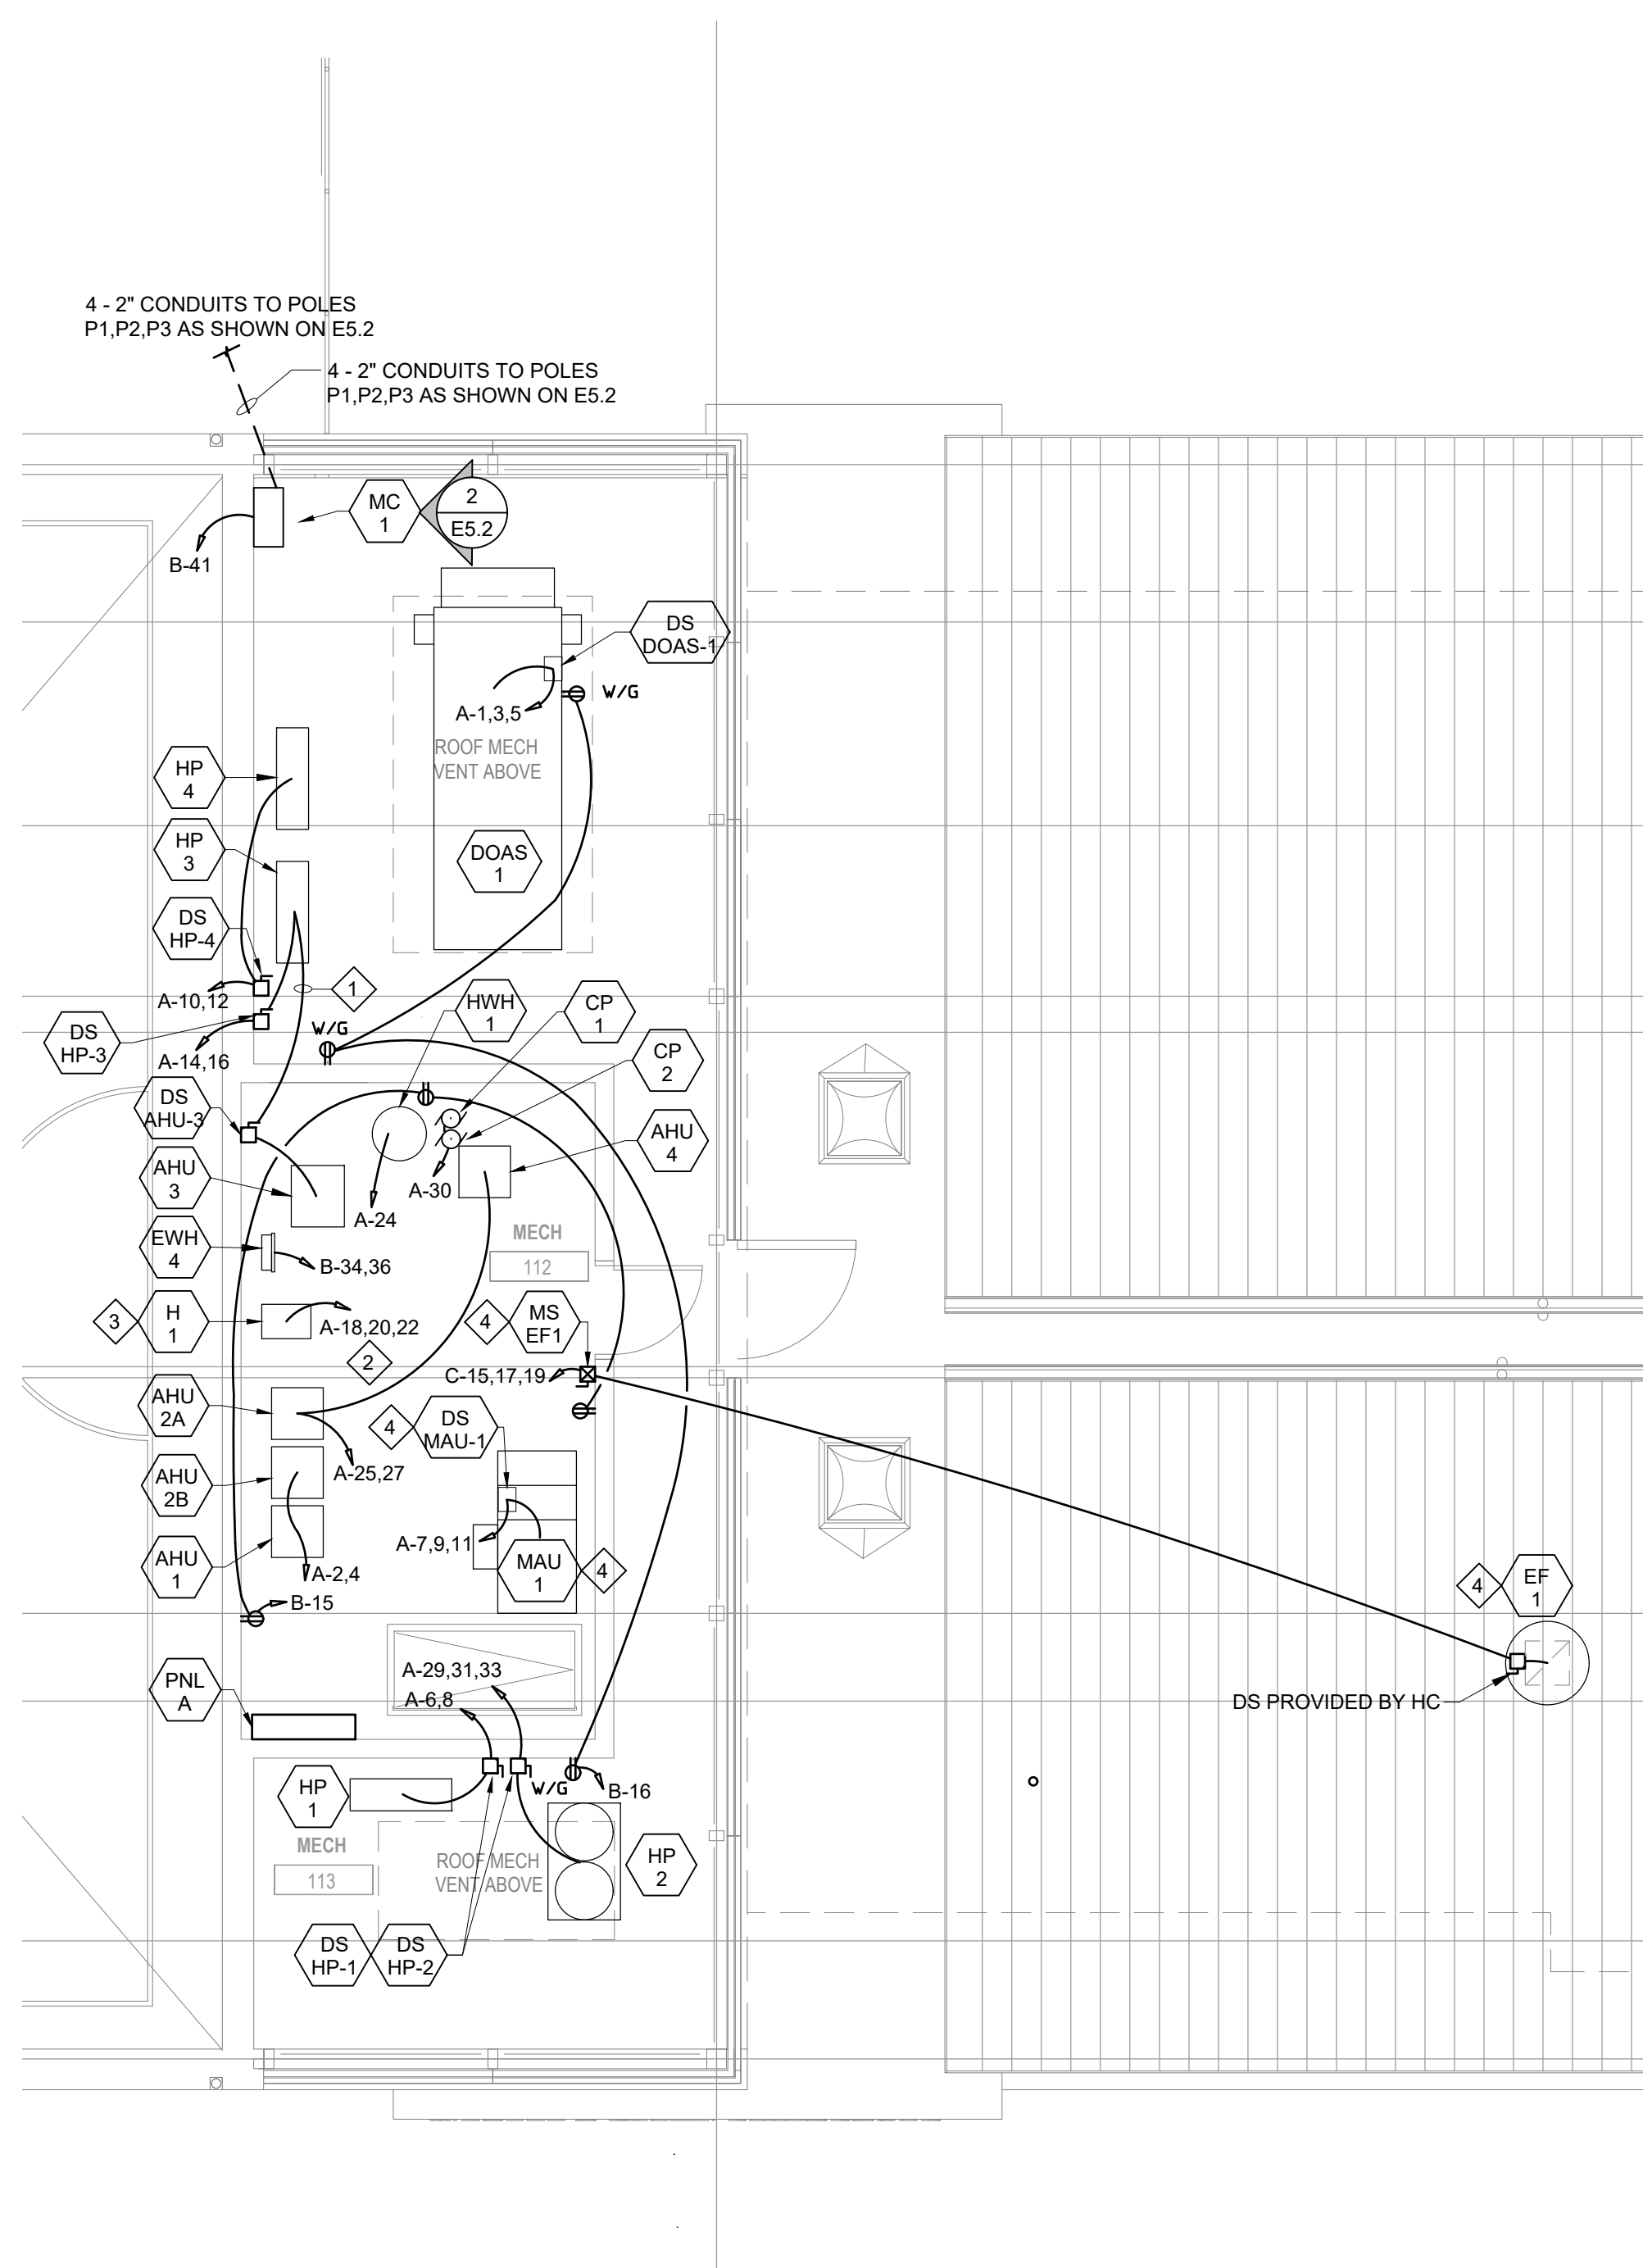 4 - 2" CONDUITS TO POLES
P1,P2,P3 AS SHOWN ON E5.2
4 - 2" CONDUITS TO POLES
P1,P2,P3 AS SHOWN ON E5.2
MC
1
2
E5.2
B-41
DS
DOAS-1
W/G
A-1,3,5
ROOF MECH
VENT ABOVE
HP
4
HP
3
DOAS
1
DS
HP-4
1
A-10,12
HWH
1
CP
1
DS
HP-3
W/G
A-14,16
CP
2
DS
AHU-3
AHU
4
AHU
3
A-30
A-24
MECH
112
EWH
4
B-34,36
3
H
1
A-18,20,22
4
MS
EF1
2
C-15,17,19
AHU
2A
4
DS
MAU-1
A-25,27
AHU
2B
A-7,9,11
AHU
1
MAU
1
4
A-2,4
B-15
4
EF
1
PNL
A
A-29,31,33
A-6,8
DS PROVIDED BY HC
HP
1
W/G
B-16
MECH
113
ROOF MECH
VENT ABOVE
HP
2
DS
HP-1
DS
HP-2